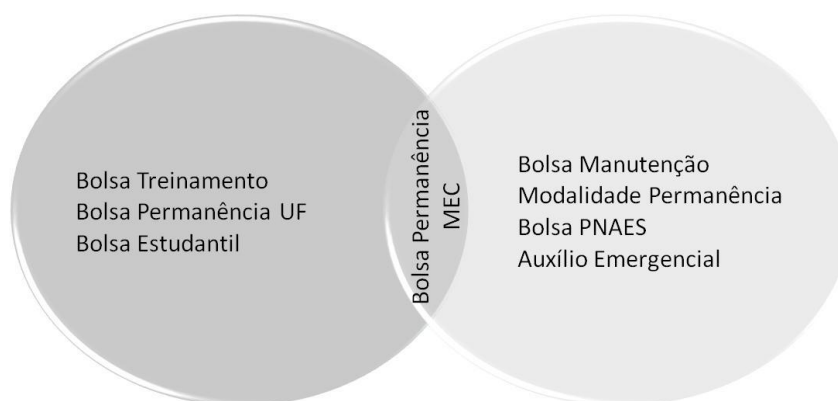 Bolsa Treinamento
Bolsa Permanência UF
Bolsa Estudantil
Bolsa Permanência
MEC
Bolsa Manutenção
Modalidade Permanência
Bolsa PNAES
Auxílio Emergencial